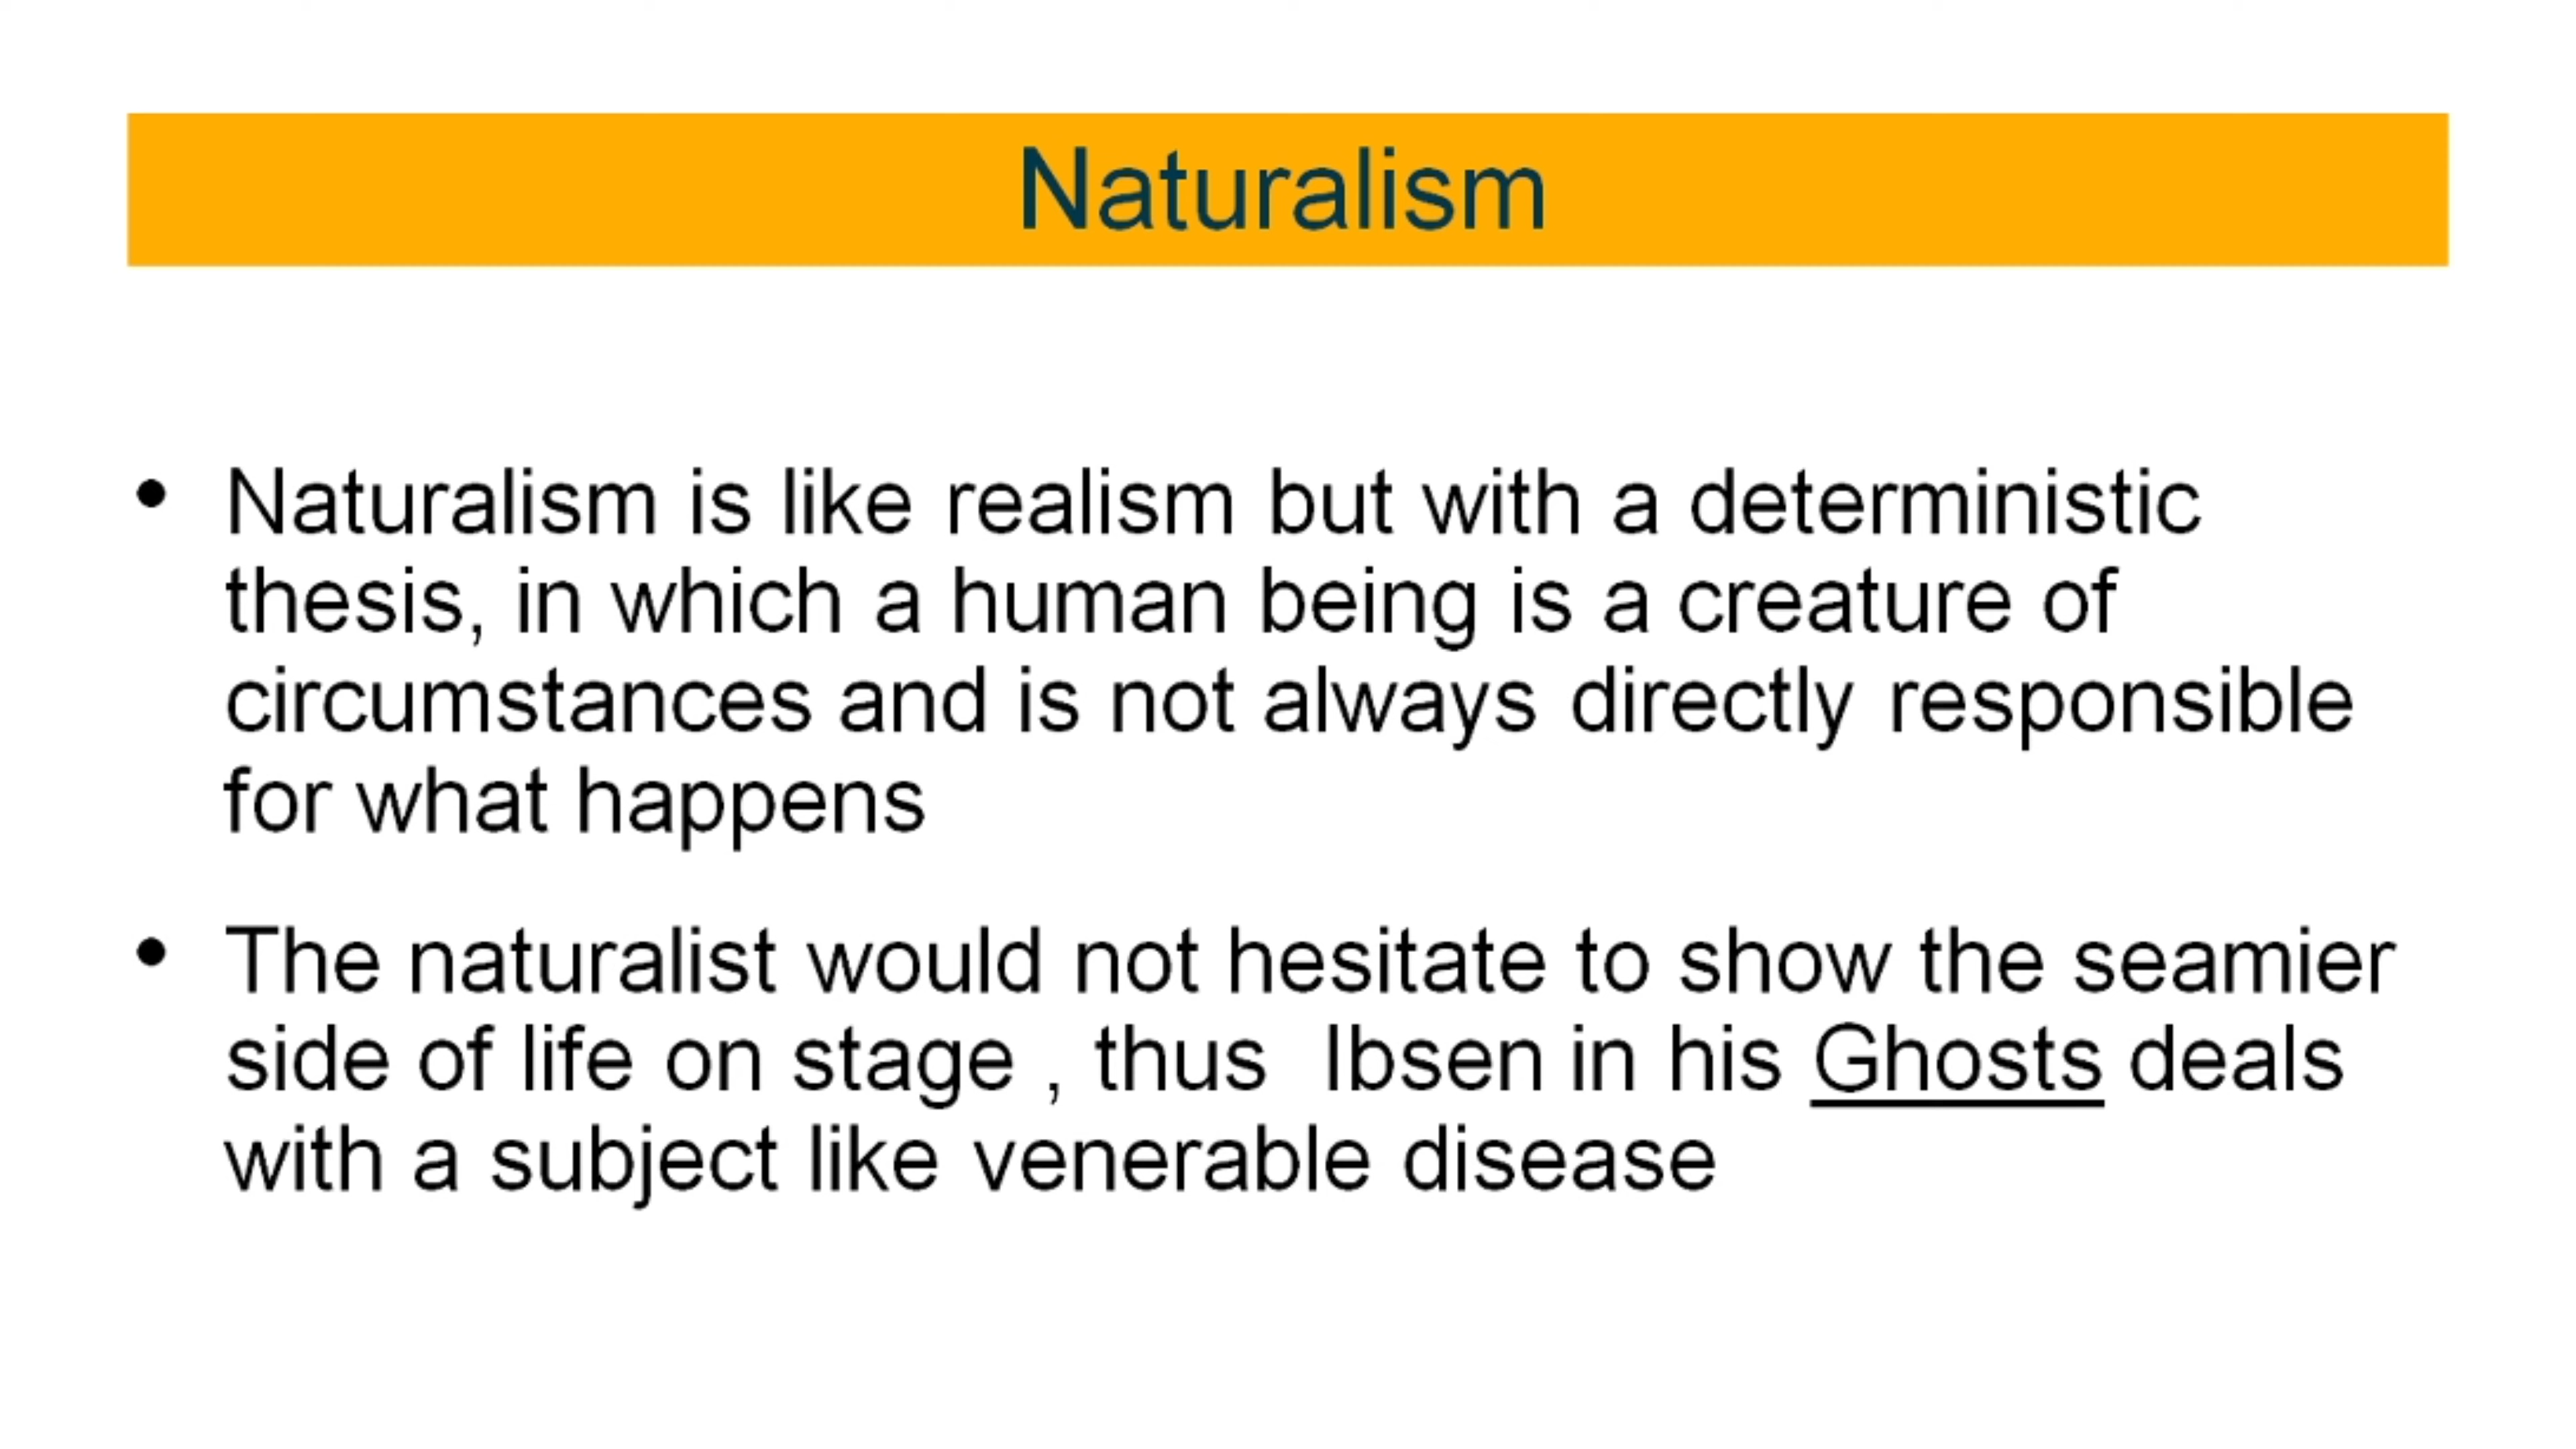 Naturalism
• Naturalism is like realism but with a deterministic
thesis, in which a human being is a creature of
circumstances and is not always directly responsible
for what happens
• The naturalist would not hesitate to show the seamier
side of life on stage , thus  Ibsen in his Ghosts deals
with a subject like venerable disease